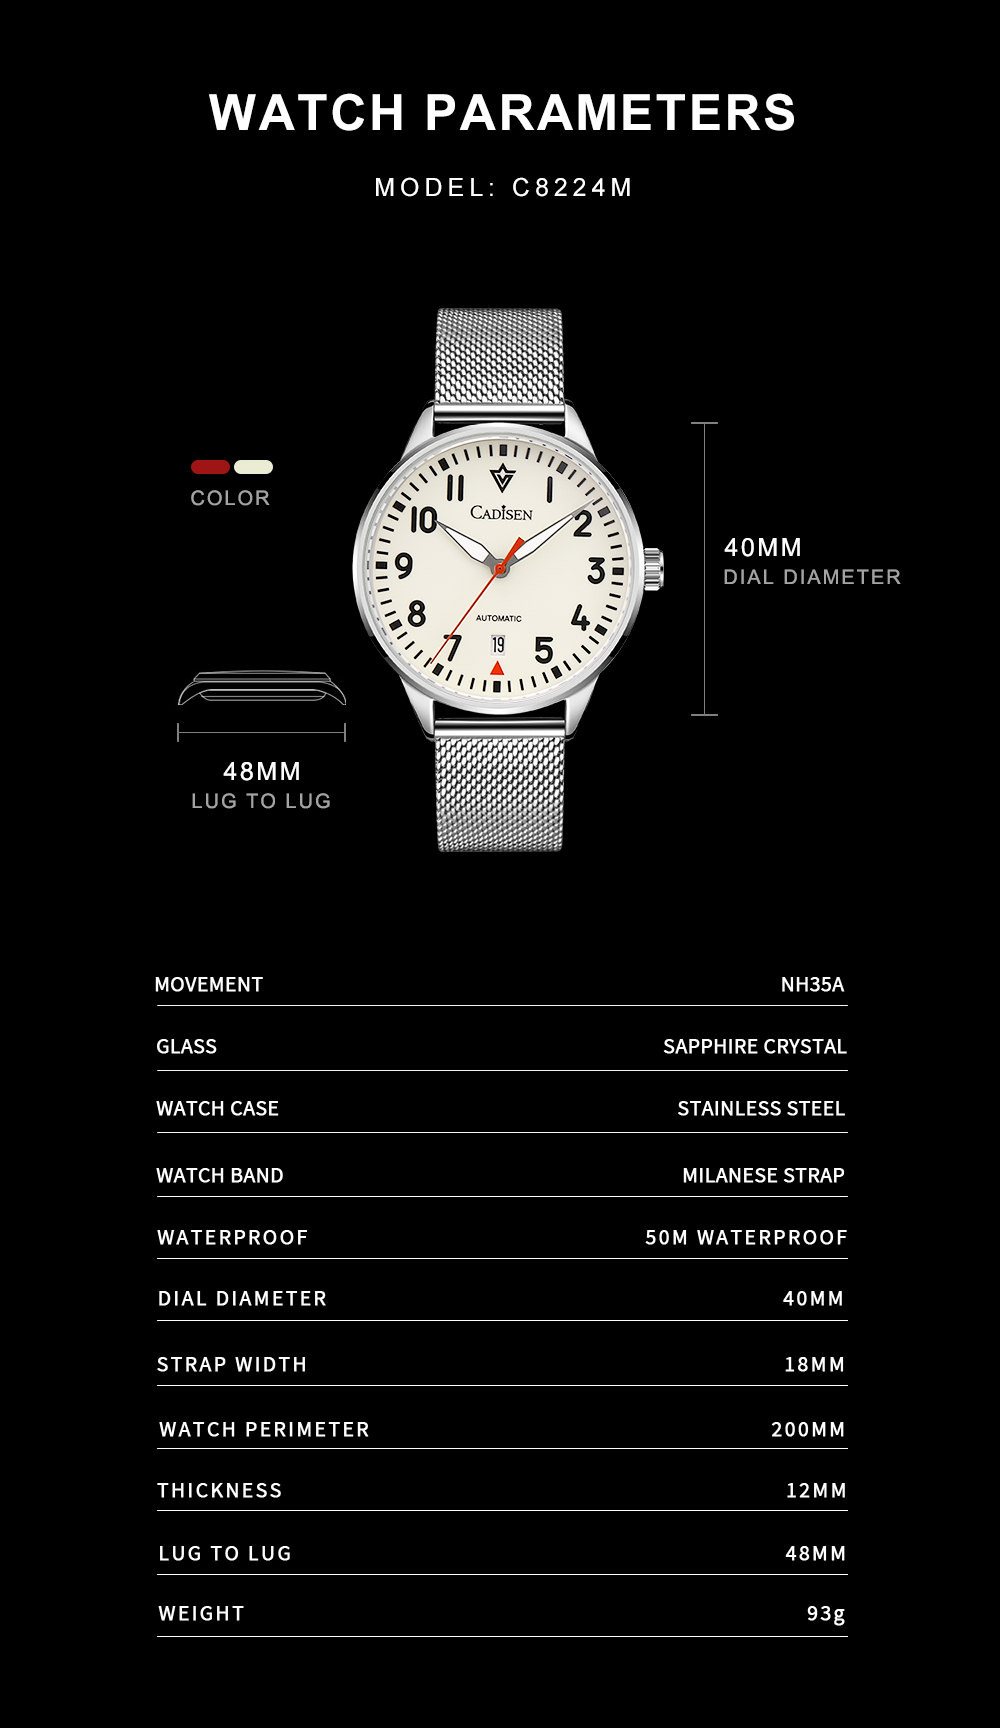 WATCH PARAMETERS
MODEL: C8224M
COLOR
11
1
CADISEN
10
2
9
3
8
4
AUTOMATIC
7
19
5
40MM
DIAL DIAMETER
48MM
LUG TO LUG
MOVEMENT NH35A
GLASS SAPPHIRE CRYSTAL
WATCH CASE STAINLESS STEEL
WATCH BAND MILANESE STRAP
WATERPROOF 50M WATERPROOF
DIAL DIAMETER 40MM
STRAP WIDTH 18MM
WATCH PERIMETER 200MM
THICKNESS 12MM
LUG TO LUG 48MM
WEIGHT 93g